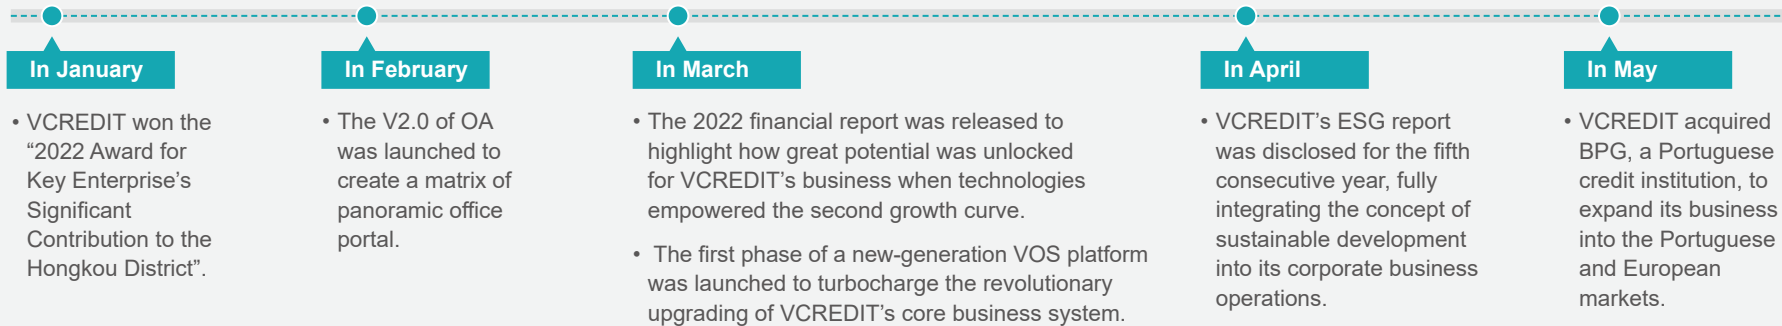 In January
• VCREDIT won the
“2022 Award for
Key Enterprise’s
Significant
Contribution to the
Hongkou District”.
In February
• The V2.0 of OA
was launched to
create a matrix of
panoramic office
portal.
In March
• The 2022 financial report was released to
highlight how great potential was unlocked
for VCREDIT’s business when technologies
empowered the second growth curve.
• The first phase of a new-generation VOS platform
was launched to turbocharge the revolutionary
upgrading of VCREDIT’s core business system.
In April
• VCREDIT’s ESG report
was disclosed for the fifth
consecutive year, fully
integrating the concept of
sustainable development
into its corporate business
operations.
In May
• VCREDIT acquired
BPG, a Portuguese
credit institution, to
expand its business
into the Portuguese
and European
markets.